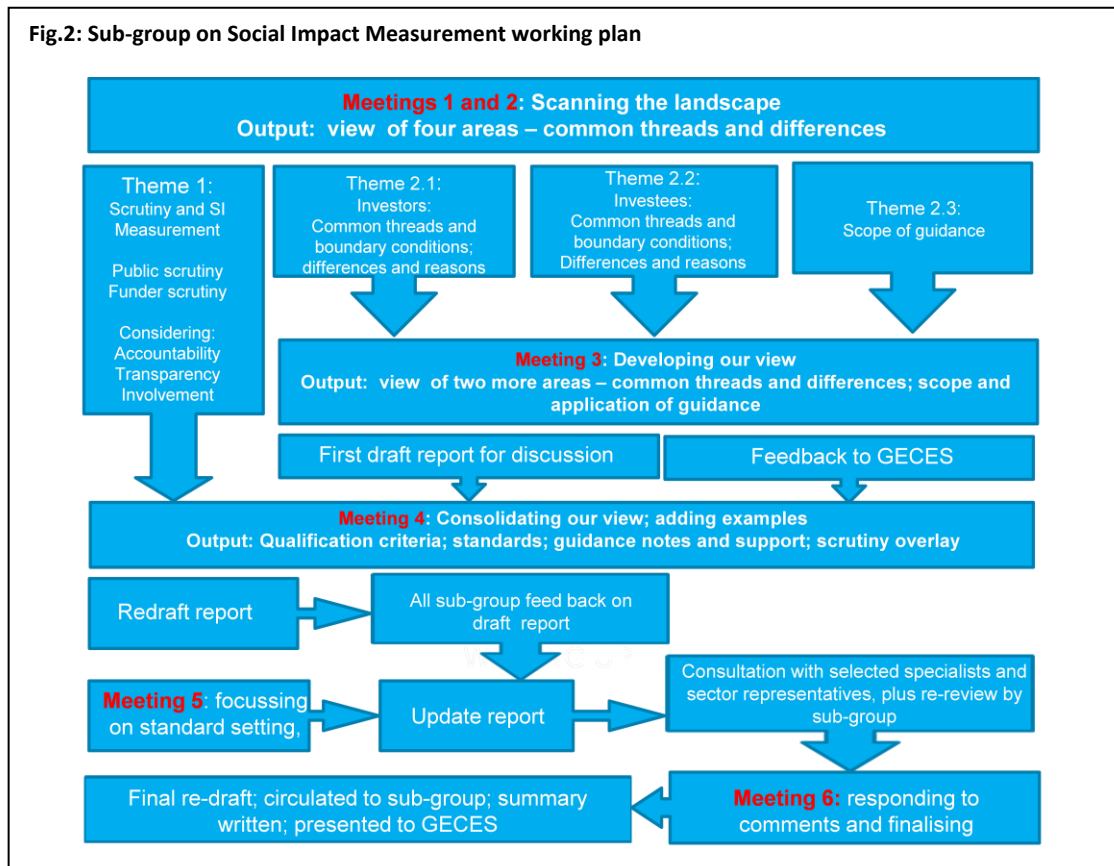 Fig.2: Sub-group on Social Impact Measurement working plan
Meetings 1 and 2: Scanning the landscape
Output: view of four areas – common threads and differences
Theme 1:
Scrutiny and SI
Measurement
Public scrutiny
Funder scrutiny
Considering:
Accountability
Transparency
Involvement
Theme 2.1:
Investors:
Common threads and
boundary conditions;
differences and reasons
Theme 2.2:
Investees:
Common threads and
boundary conditions;
Differences and reasons
Theme 2.3:
Scope of guidance
Meeting 3: Developing our view
Output: view of two more areas – common threads and differences; scope and
application of guidance
First draft report for discussion
Feedback to GECES
Meeting 4: Consolidating our view; adding examples
Output: Qualification criteria; standards; guidance notes and support; scrutiny overlay
Redraft report
All sub-group feed back on
draft report
Meeting 5: focussing
on standard setting,
Update report
Consultation with selected specialists and
sector representatives, plus re-review by
sub-group
Meeting 6: responding to
comments and finalising
Final re-draft; circulated to sub-group; summary
written; presented to GECES